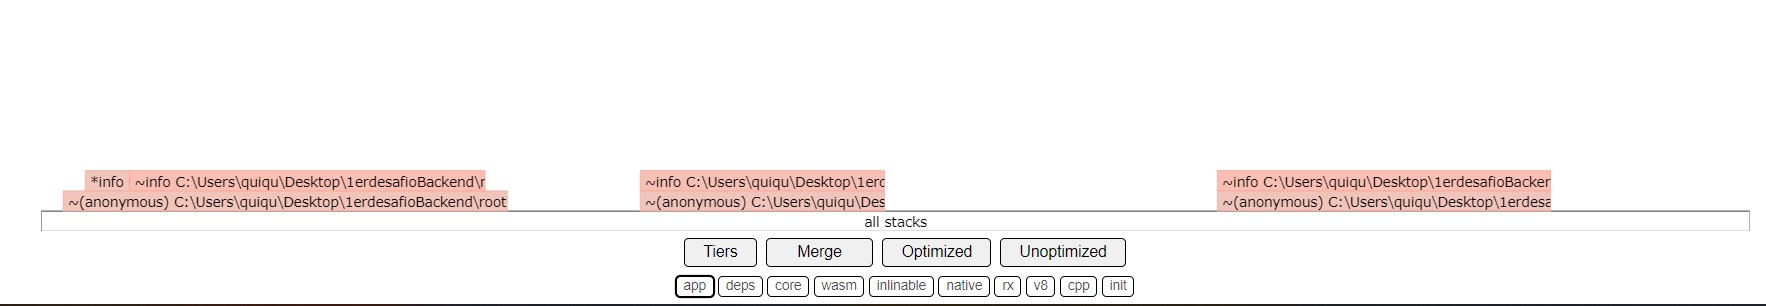 *info ~info C:\Users\quiqu\Desktop\1erdesafioBackend\r ~info C:\Users\quiqu\Desktop\1erc ~info C:\Users\quiqu\Desktop\1erdesafioBacker
~(anonymous) C:\Users\quiqu\Desktop\1erdesafioBackend\root ~(anonymous) C:\Users\quiqu\Des ~(anonymous) C:\Users\quiqu\Desktop\1erdesa
all stacks
Tiers Merge Optimized Unoptimized
app deps core wasm inlinable native rx v8 cpp init